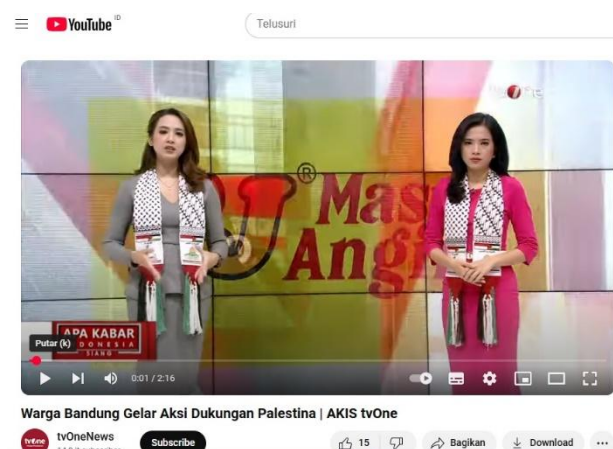 YouTube ID
Telusuri
® Mas
Angi
APA KABAR
INDONESIA
SIANG
Putar (k)
0:01 / 2:16
Warga Bandung Gelar Aksi Dukungan Palestina | AKIS tvOne
tvOne
tvOneNews
Subscribe
15
Bagikan
Download